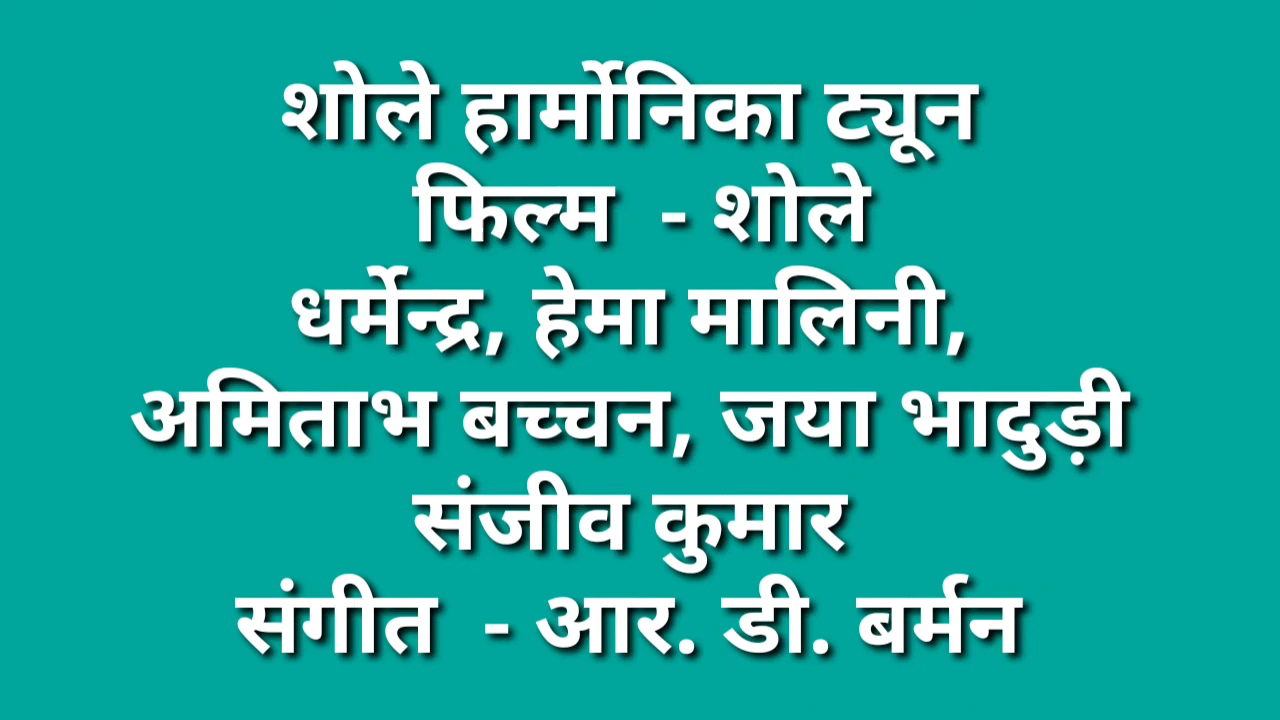 शोले हार्मोनिका ट्यून
फिल्म - शोले
धर्मेन्द्र, हेमा मालिनी,
अमिताभ बच्चन, जया भादुड़ी
संजीव कुमार
संगीत - आर. डी. बर्मन